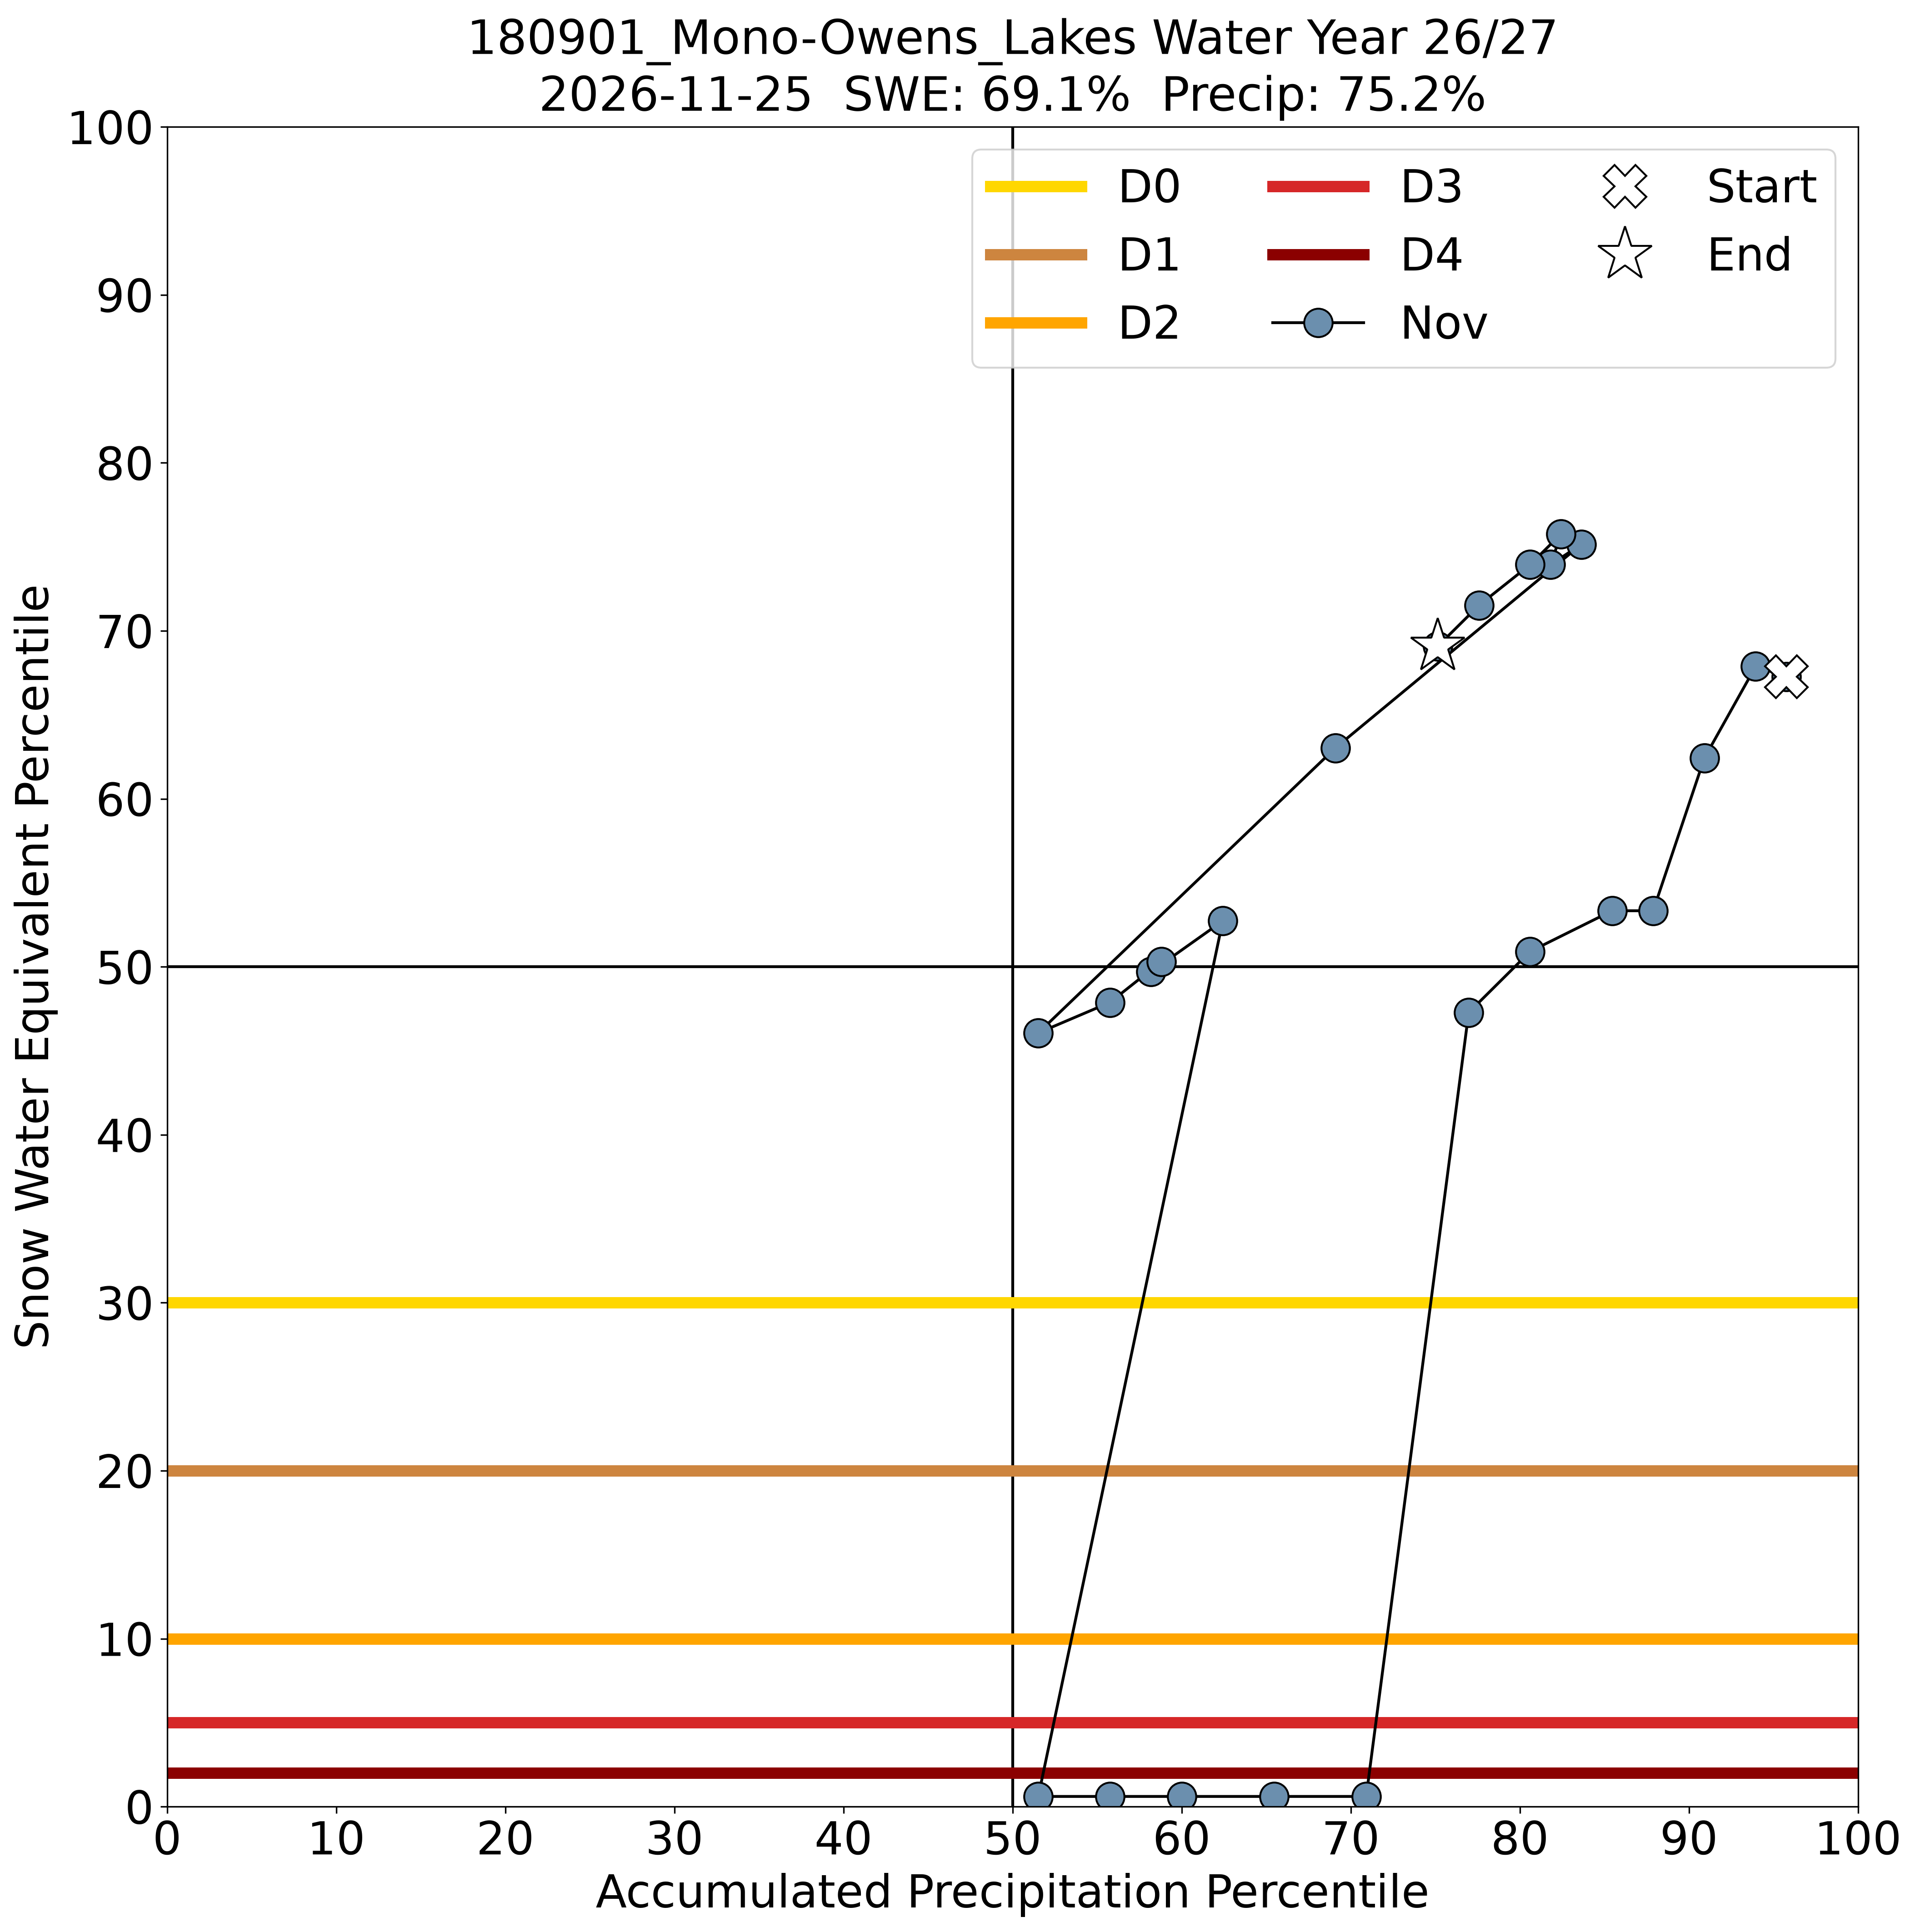 180901_Mono-Owens_Lakes Water Year 26/27
2026-11-25  SWE: 69.1%  Precip: 75.2%
D0
D1
D2
D3
D4
Nov
Start
End
100
90
80
70
60
50
40
30
20
10
0
Snow Water Equivalent Percentile
0 10 20 30 40 50 60 70 80 90 100
Accumulated Precipitation Percentile